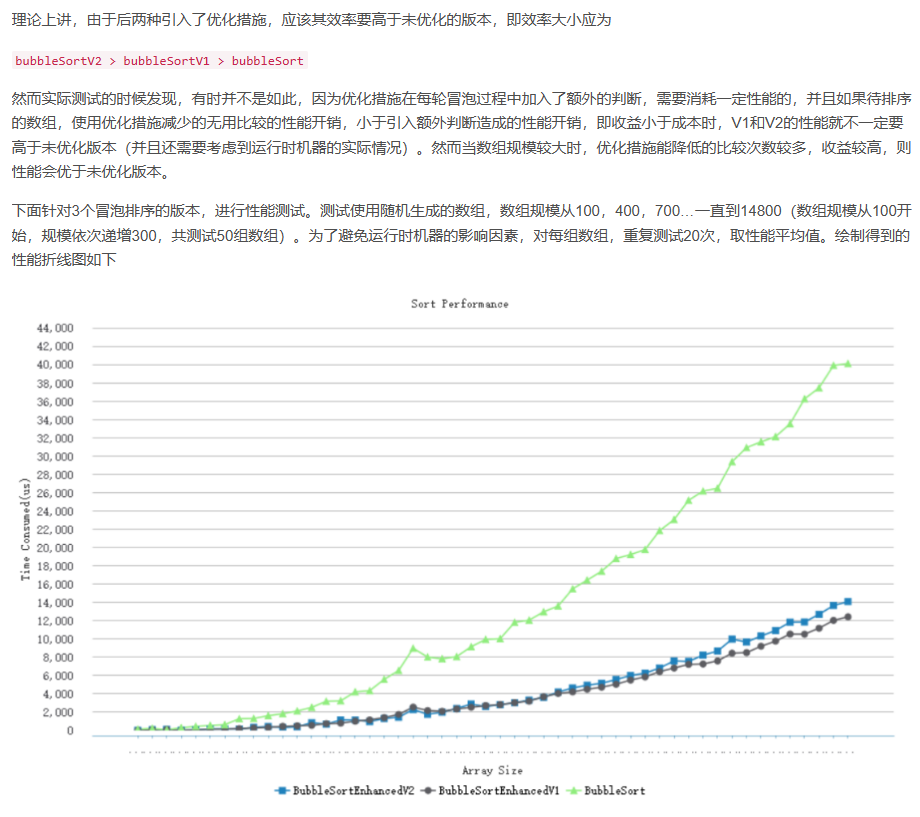 理论上讲，由于后两种引入了优化措施，应该其效率要高于未优化的版本，即效率大小应为
bubbleSortV2 > bubbleSortV1 > bubbleSort
然而实际测试的时候发现，有时并不是如此，因为优化措施在每轮冒泡过程中加入了额外的判断，需要消耗一定性能的，并且如果待排序
的数组，使用优化措施减少的无用比较的性能开销，小于引入额外判断造成的性能开销，即收益小于成本时，V1和V2的性能就不一定要
高于未优化版本（并且还需要考虑到运行时机器的实际情况）。然而当数组规模较大时，优化措施能降低的比较次数较多，收益较高，则
性能会优于未优化版本。
下面针对3个冒泡排序的版本，进行性能测试。测试使用随机生成的数组，数组规模从100，400，700...一直到14800（数组规模从100开
始，规模依次递增300，共测试50组数组）。为了避免运行时机器的影响因素，对每组数组，重复测试20次，取性能平均值。绘制得到的
性能折线图如下
Sort Performance
44,000
42,000
40,000
38,000
36,000
34,000
32,000
30,000
28,000
26,000
24,000
22,000
20,000
18,000
16,000
14,000
12,000
10,000
8,000
6,000
4,000
2,000
0
Time Consumed(us)
Array Size
BubbleSortEnhancedV2 BubbleSortEnhancedV1 BubbleSort